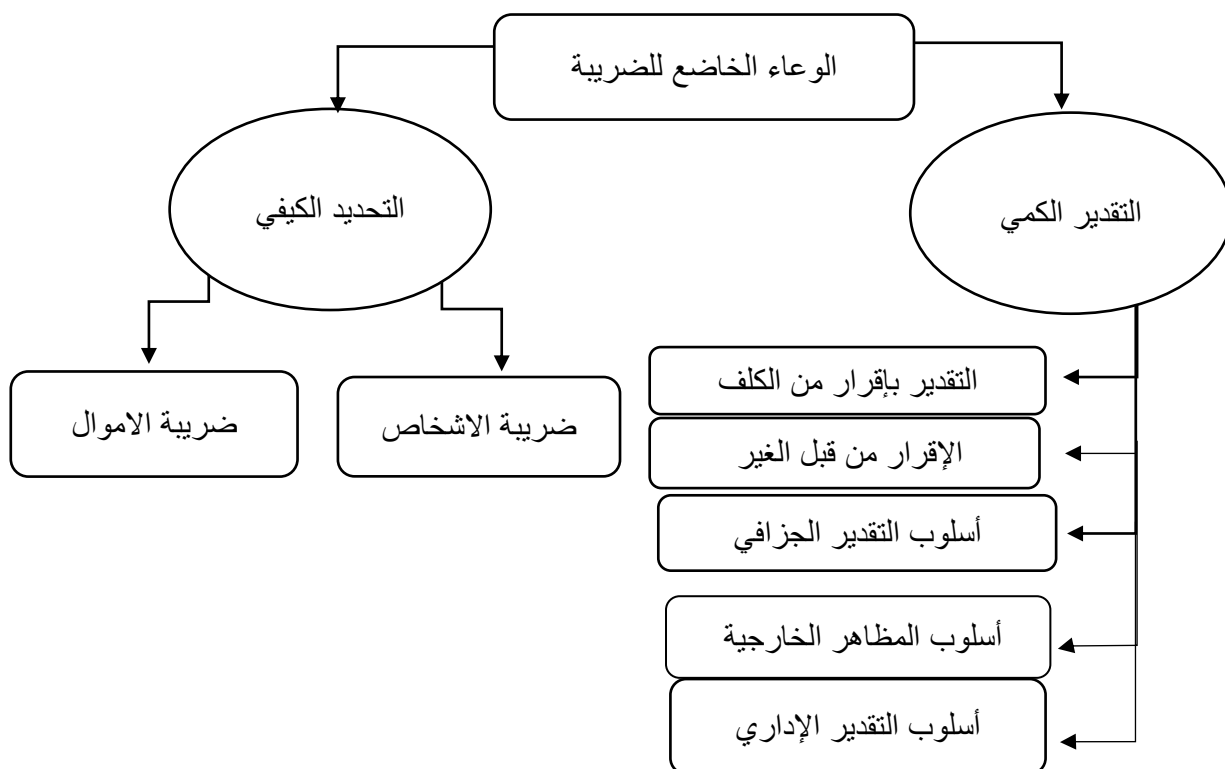 الوعاء الخاضع للضريبة
التقدير الكمي
التحديد الكيفي
التقدير بإقرار من الكلف
الإقرار من قبل الغير
أسلوب التقدير الجزافي
أسلوب المظاهر الخارجية
أسلوب التقدير الإداري
ضريبة الاشخاص
ضريبة الاموال